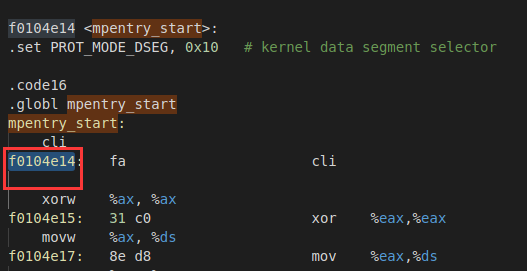 f0104e14 <mpentry_start>:
.set PROT_MODE_DSEG, 0x10   # kernel data segment selector
.code16
.globl mpentry_start
mpentry_start:
cli
f0104e14:   fa   cli
xorw   %ax, %ax
f0104e15:   31 c0   xor   %eax,%eax
movw   %ax, %ds
f0104e17:   8e d8   mov   %eax,%ds